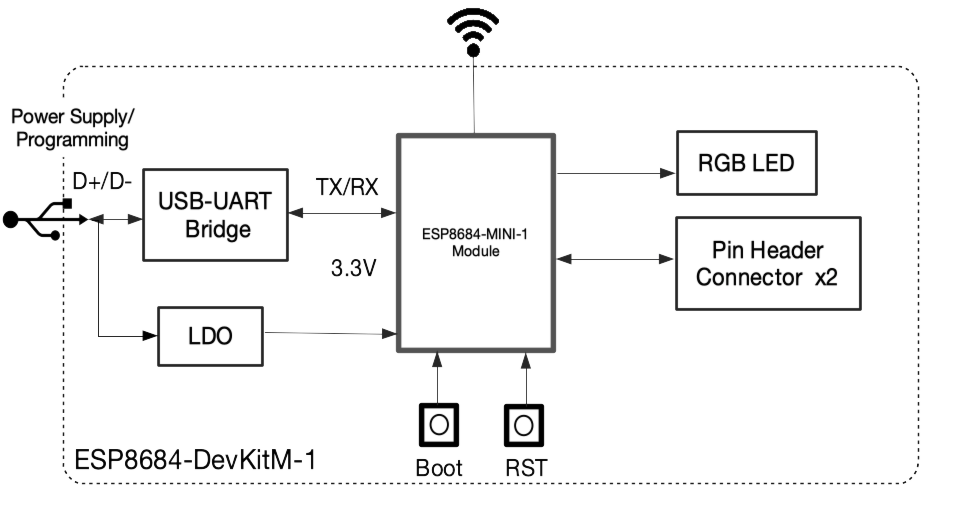 Power Supply/
Programming
D+/D-
USB-UART
Bridge
TX/RX
3.3V
LDO
ESP8684-MINI-1
Module
RGB LED
Pin Header
Connector x2
Boot
RST
ESP8684-DevKitM-1